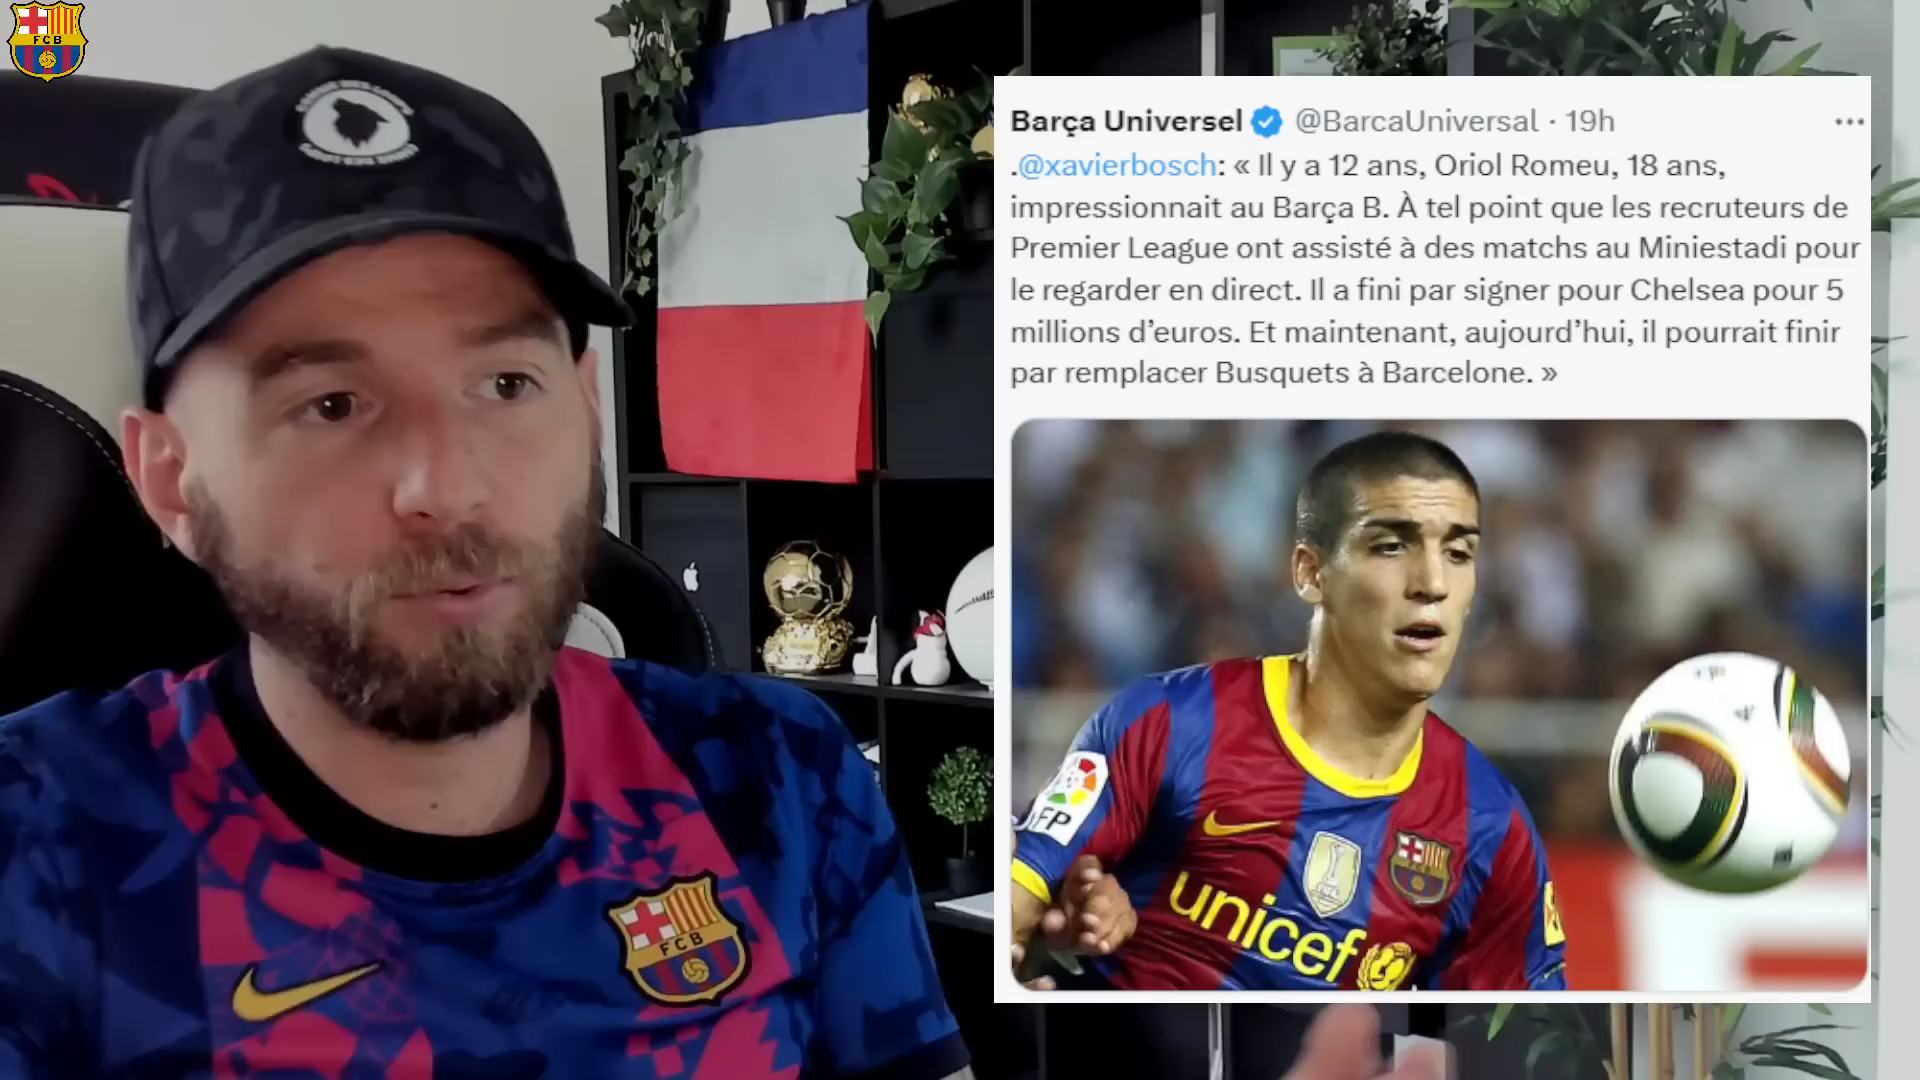 FCB
Barça Universel @BarcaUniversal · 19h
.@xavierbosch: « Il y a 12 ans, Oriol Romeu, 18 ans,
impressionnait au Barça B. À tel point que les recruteurs de
Premier League ont assisté à des matchs au Miniestadi pour
le regarder en direct. Il a fini par signer pour Chelsea pour 5
millions d’euros. Et maintenant, aujourd’hui, il pourrait finir
par remplacer Busquets à Barcelone. »
FCB
FP
unicef